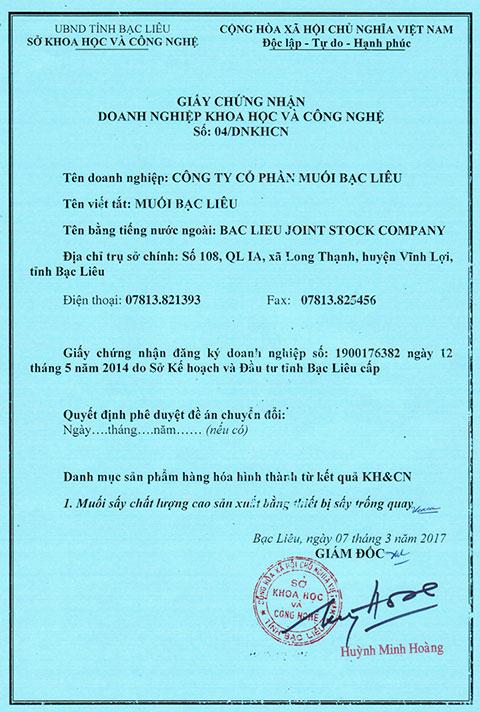 UBND TỈNH BẠC LIÊU
SỞ KHOA HỌC VÀ CÔNG NGHỆ
CỘNG HÒA XÃ HỘI CHỦ NGHĨA VIỆT NAM
Độc lập - Tự do - Hạnh phúc
GIẤY CHỨNG NHẬN
DOANH NGHIỆP KHOA HỌC VÀ CÔNG NGHỆ
Số: 04/DNKHCN
Tên doanh nghiệp: CÔNG TY CỔ PHẦN MUỐI BẠC LIÊU
Tên viết tắt: MUỐI BẠC LIÊU
Tên bằng tiếng nước ngoài: BAC LIEU JOINT STOCK COMPANY
Địa chỉ trụ sở chính: Số 108, QL IA, xã Long Thạnh, huyện Vĩnh Lợi,
tỉnh Bạc Liêu
Điện thoại: 07813.821393 Fax: 07813.825456
Giấy chứng nhận đăng ký doanh nghiệp số: 1900176382 ngày 12
tháng 5 năm 2014 do Sở Kế hoạch và Đầu tư tỉnh Bạc Liêu cấp
Quyết định phê duyệt đề án chuyển đổi:
Ngày....tháng....năm...... (nếu có)
Danh mục sản phẩm hàng hóa hình thành từ kết quả KH&CN
1. Muối sấy chất lượng cao sản xuất bằng thiết bị sấy trống quay
Bạc Liêu, ngày 07 tháng 3 năm 2017
GIÁM ĐỐC
CỘNG HÒA XÃ HỘI CHỦ NGHĨA VIỆT NAM
SỞ
KHOA HỌC
VÀ
CÔNG NGHỆ
TỈNH BẠC LIÊU
Huỳnh Minh Hoàng